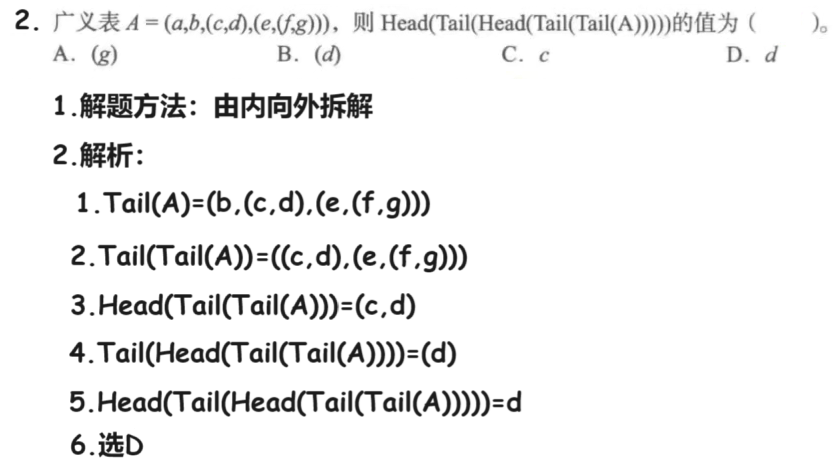 2. 广义表 A = (a,b,(c,d),(e,(f,g))),则 Head(Tail(Head(Tail(Tail(A)))))的值为( )。
A. (g) B. (d) C. c D. d
1.解题方法:由内向外拆解
2.解析:
1.Tail(A)=(b,(c,d),(e,(f,g)))
2.Tail(Tail(A))=((c,d),(e,(f,g)))
3.Head(Tail(Tail(A)))=(c,d)
4.Tail(Head(Tail(Tail(A))))=(d)
5.Head(Tail(Head(Tail(Tail(A)))))=d
6.选D